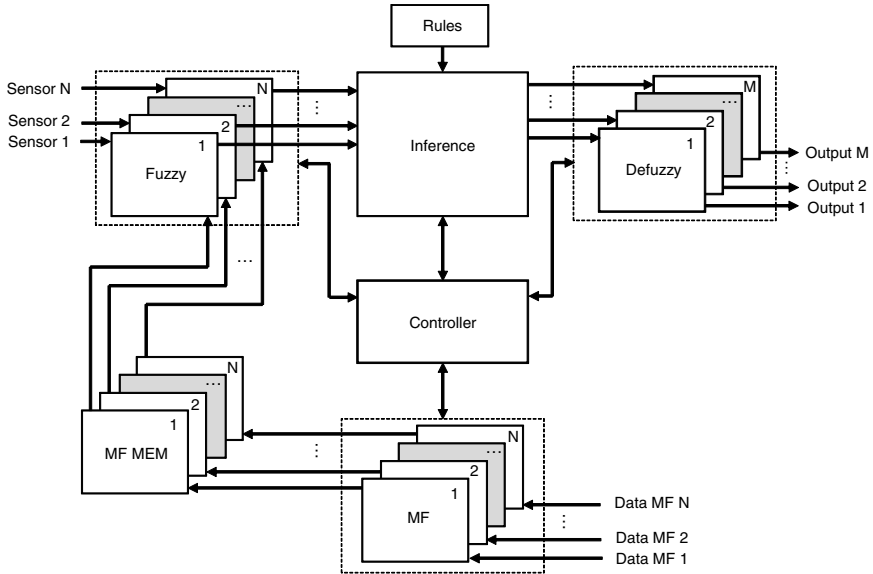 Rules
Sensor N
Sensor 2
Sensor 1
N
...
2
1
Fuzzy
...
Inference
...
M
...
2
1
Defuzzy
Output M
...
Output 2
Output 1
...
Controller
N
...
2
1
MF MEM
...
N
...
2
1
MF
Data MF N
...
Data MF 2
Data MF 1